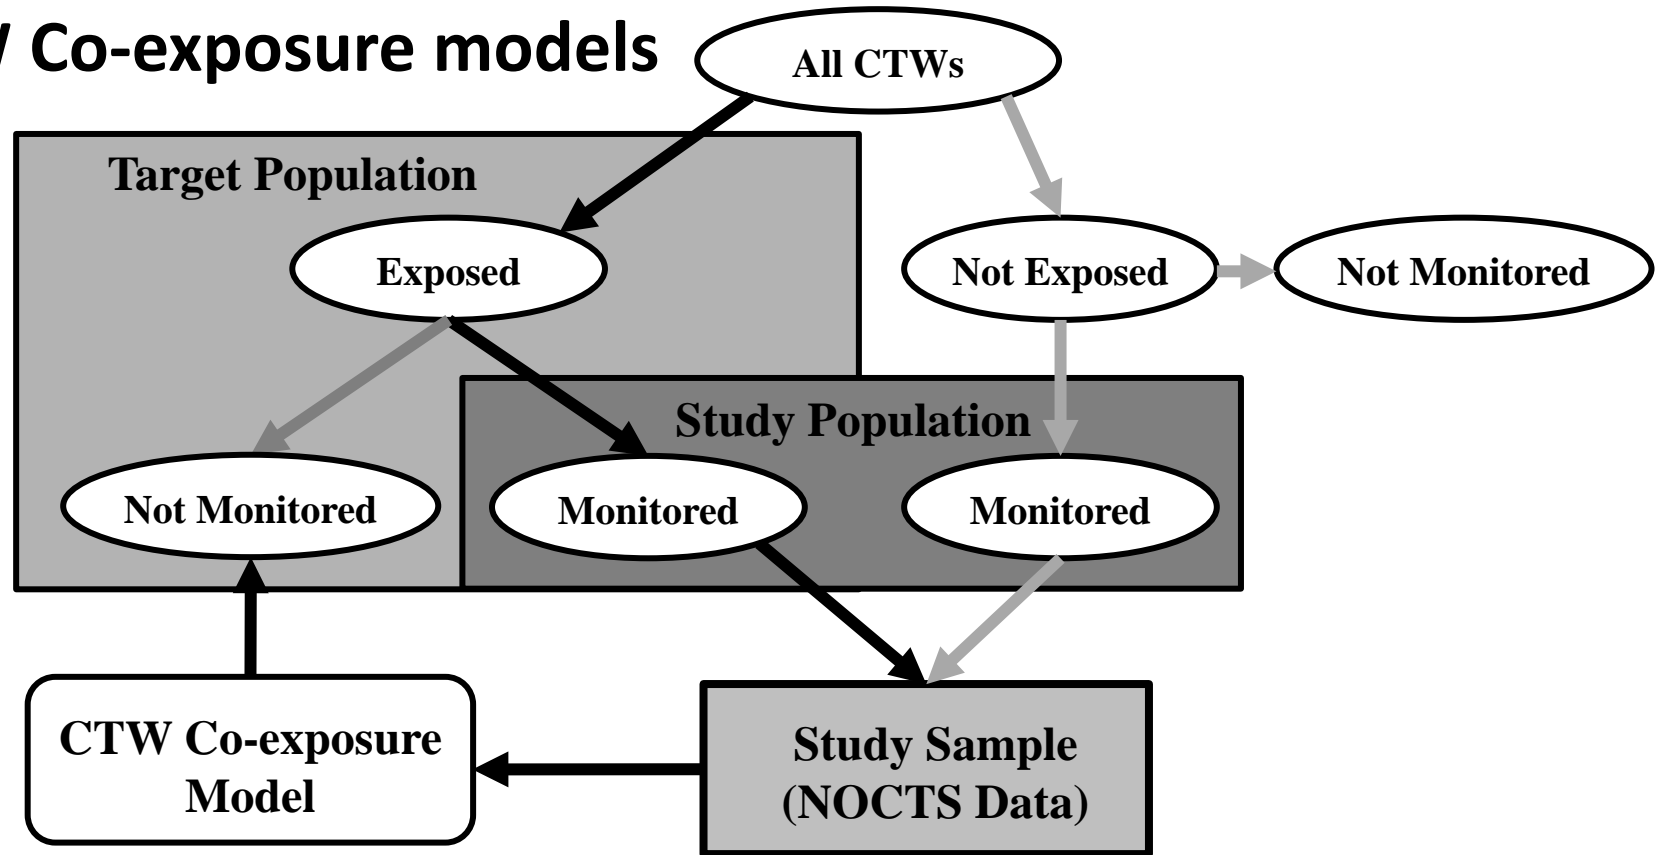 Co-exposure models
All CTWs
Target Population
Exposed
Not Exposed
Not Monitored
Study Population
Not Monitored
Monitored
Monitored
CTW Co-exposure
Model
Study Sample
(NOCTS Data)